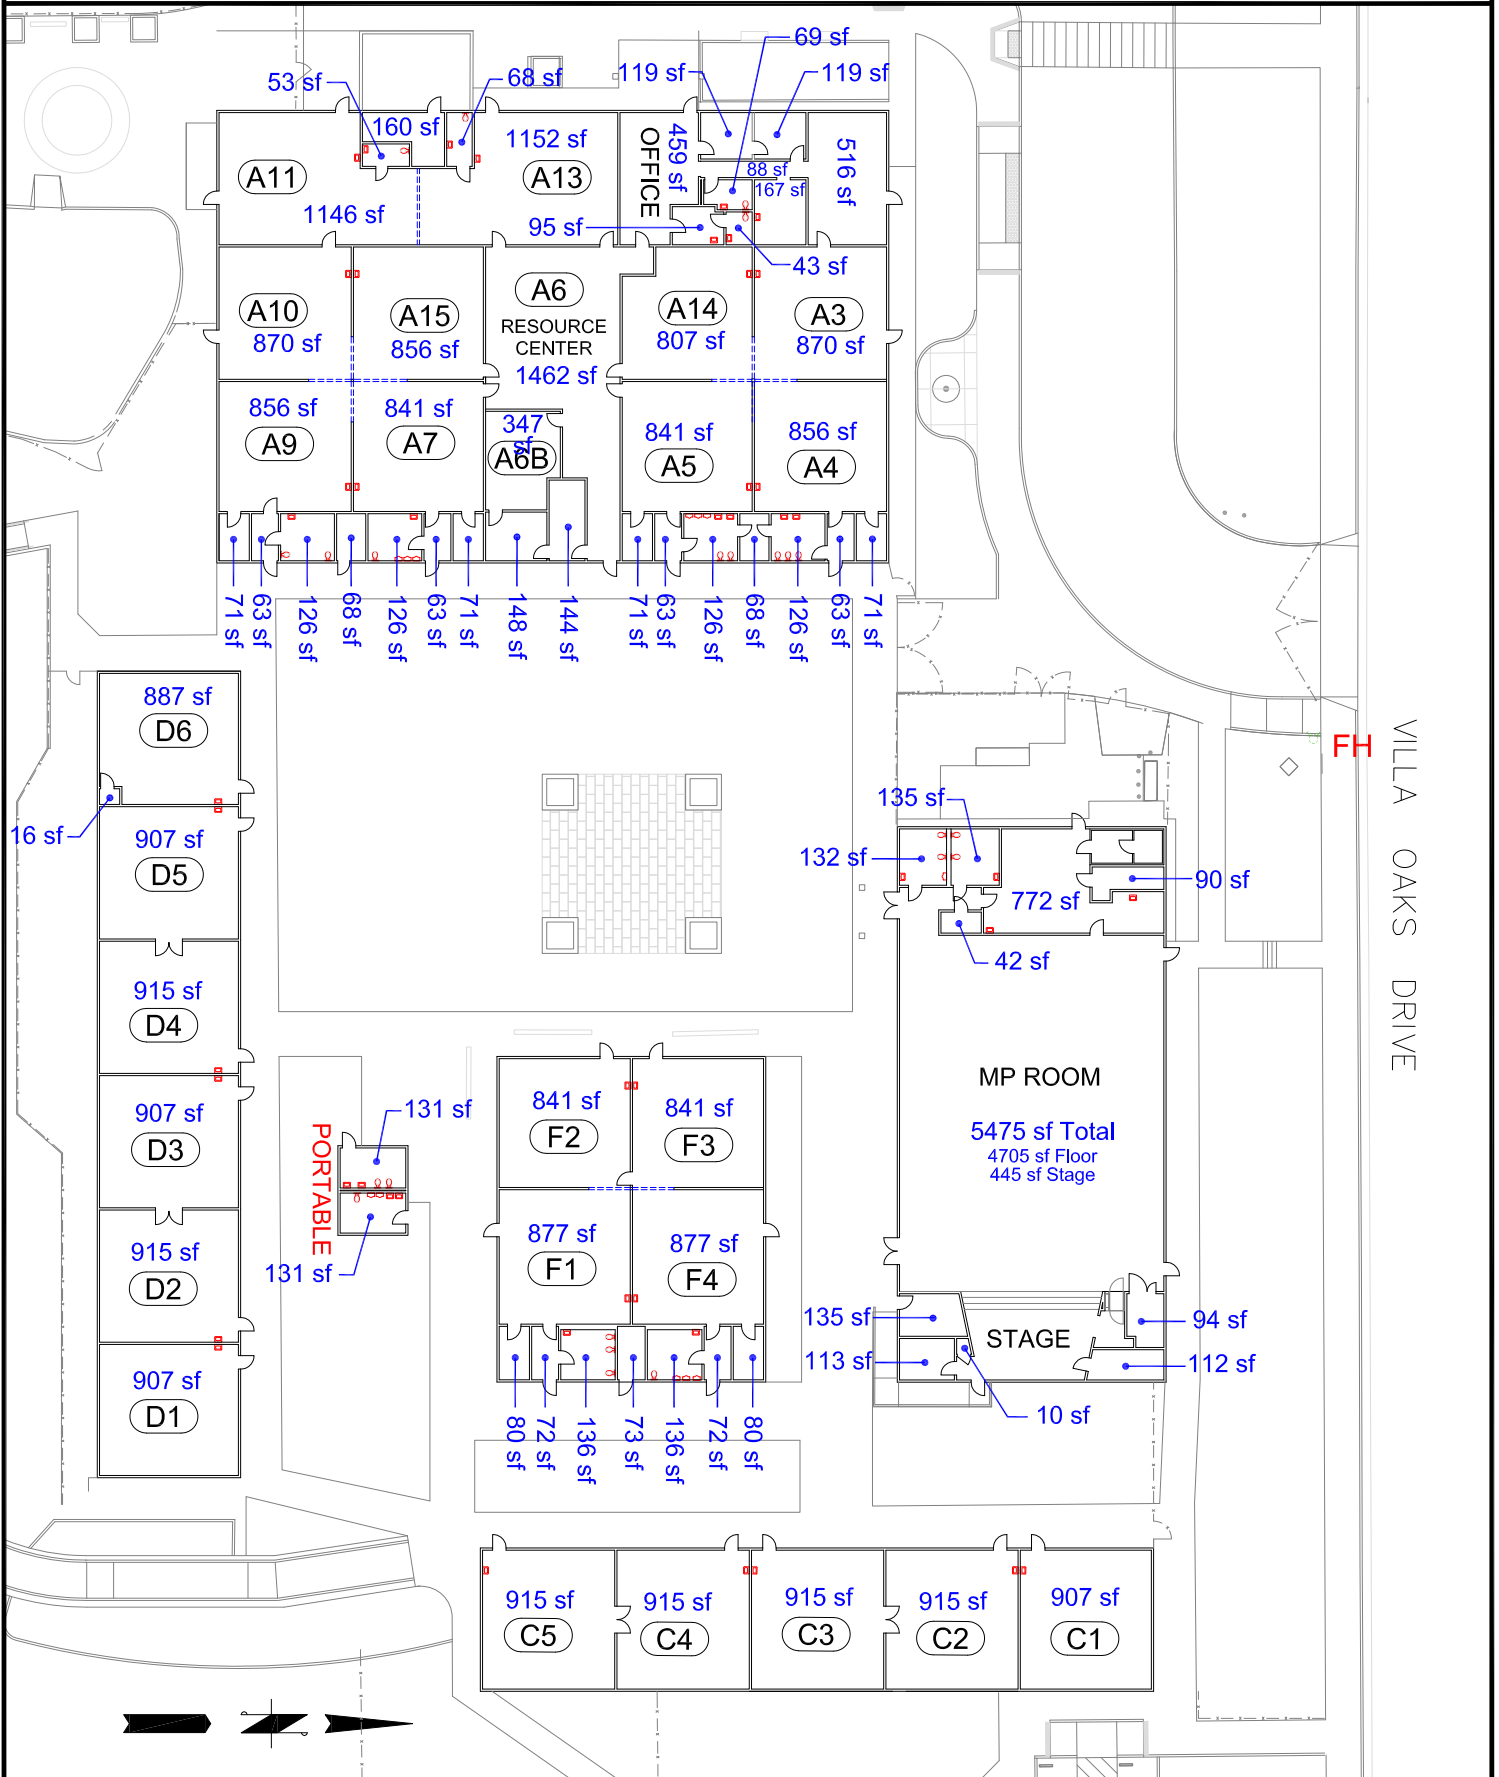 69 sf
53 sf
68 sf
119 sf
119 sf
160 sf
1152 sf
OFFICE
459 sf
516 sf
A11
A13
88 sf
167 sf
1146 sf
95 sf
43 sf
A10
870 sf
A15
856 sf
A6
RESOURCE
CENTER
1462 sf
A14
807 sf
A3
870 sf
856 sf
A9
841 sf
A7
347
sf
A6B
841 sf
A5
856 sf
A4
71 sf
63 sf
126 sf
68 sf
126 sf
63 sf
71 sf
148 sf
144 sf
71 sf
63 sf
126 sf
68 sf
126 sf
63 sf
71 sf
887 sf
D6
16 sf
907 sf
D5
915 sf
D4
907 sf
D3
915 sf
D2
907 sf
D1
FH
VILLA OAKS DRIVE
135 sf
132 sf
90 sf
772 sf
42 sf
MP ROOM
5475 sf Total
4705 sf Floor
445 sf Stage
135 sf
STAGE
94 sf
113 sf
112 sf
10 sf
131 sf
PORTABLE
131 sf
841 sf
F2
841 sf
F3
877 sf
F1
877 sf
F4
80 sf
72 sf
136 sf
73 sf
136 sf
72 sf
80 sf
915 sf
C5
915 sf
C4
915 sf
C3
915 sf
C2
907 sf
C1